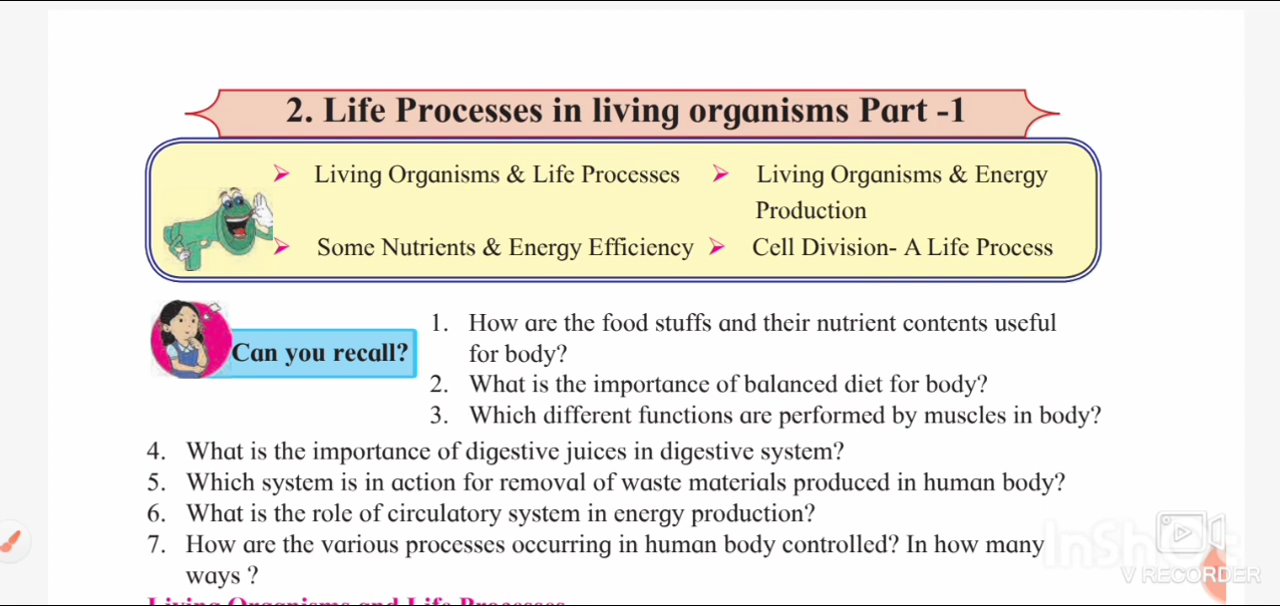 2. Life Processes in living organisms Part -1
Living Organisms & Life Processes
Living Organisms & Energy
Production
Some Nutrients & Energy Efficiency
Cell Division- A Life Process
Can you recall?
1. How are the food stuffs and their nutrient contents useful
for body?
2. What is the importance of balanced diet for body?
3. Which different functions are performed by muscles in body?
4. What is the importance of digestive juices in digestive system?
5. Which system is in action for removal of waste materials produced in human body?
6. What is the role of circulatory system in energy production?
7. How are the various processes occurring in human body controlled? In how many
ways ?
Living Organisms and Life Processes
V RECORDER